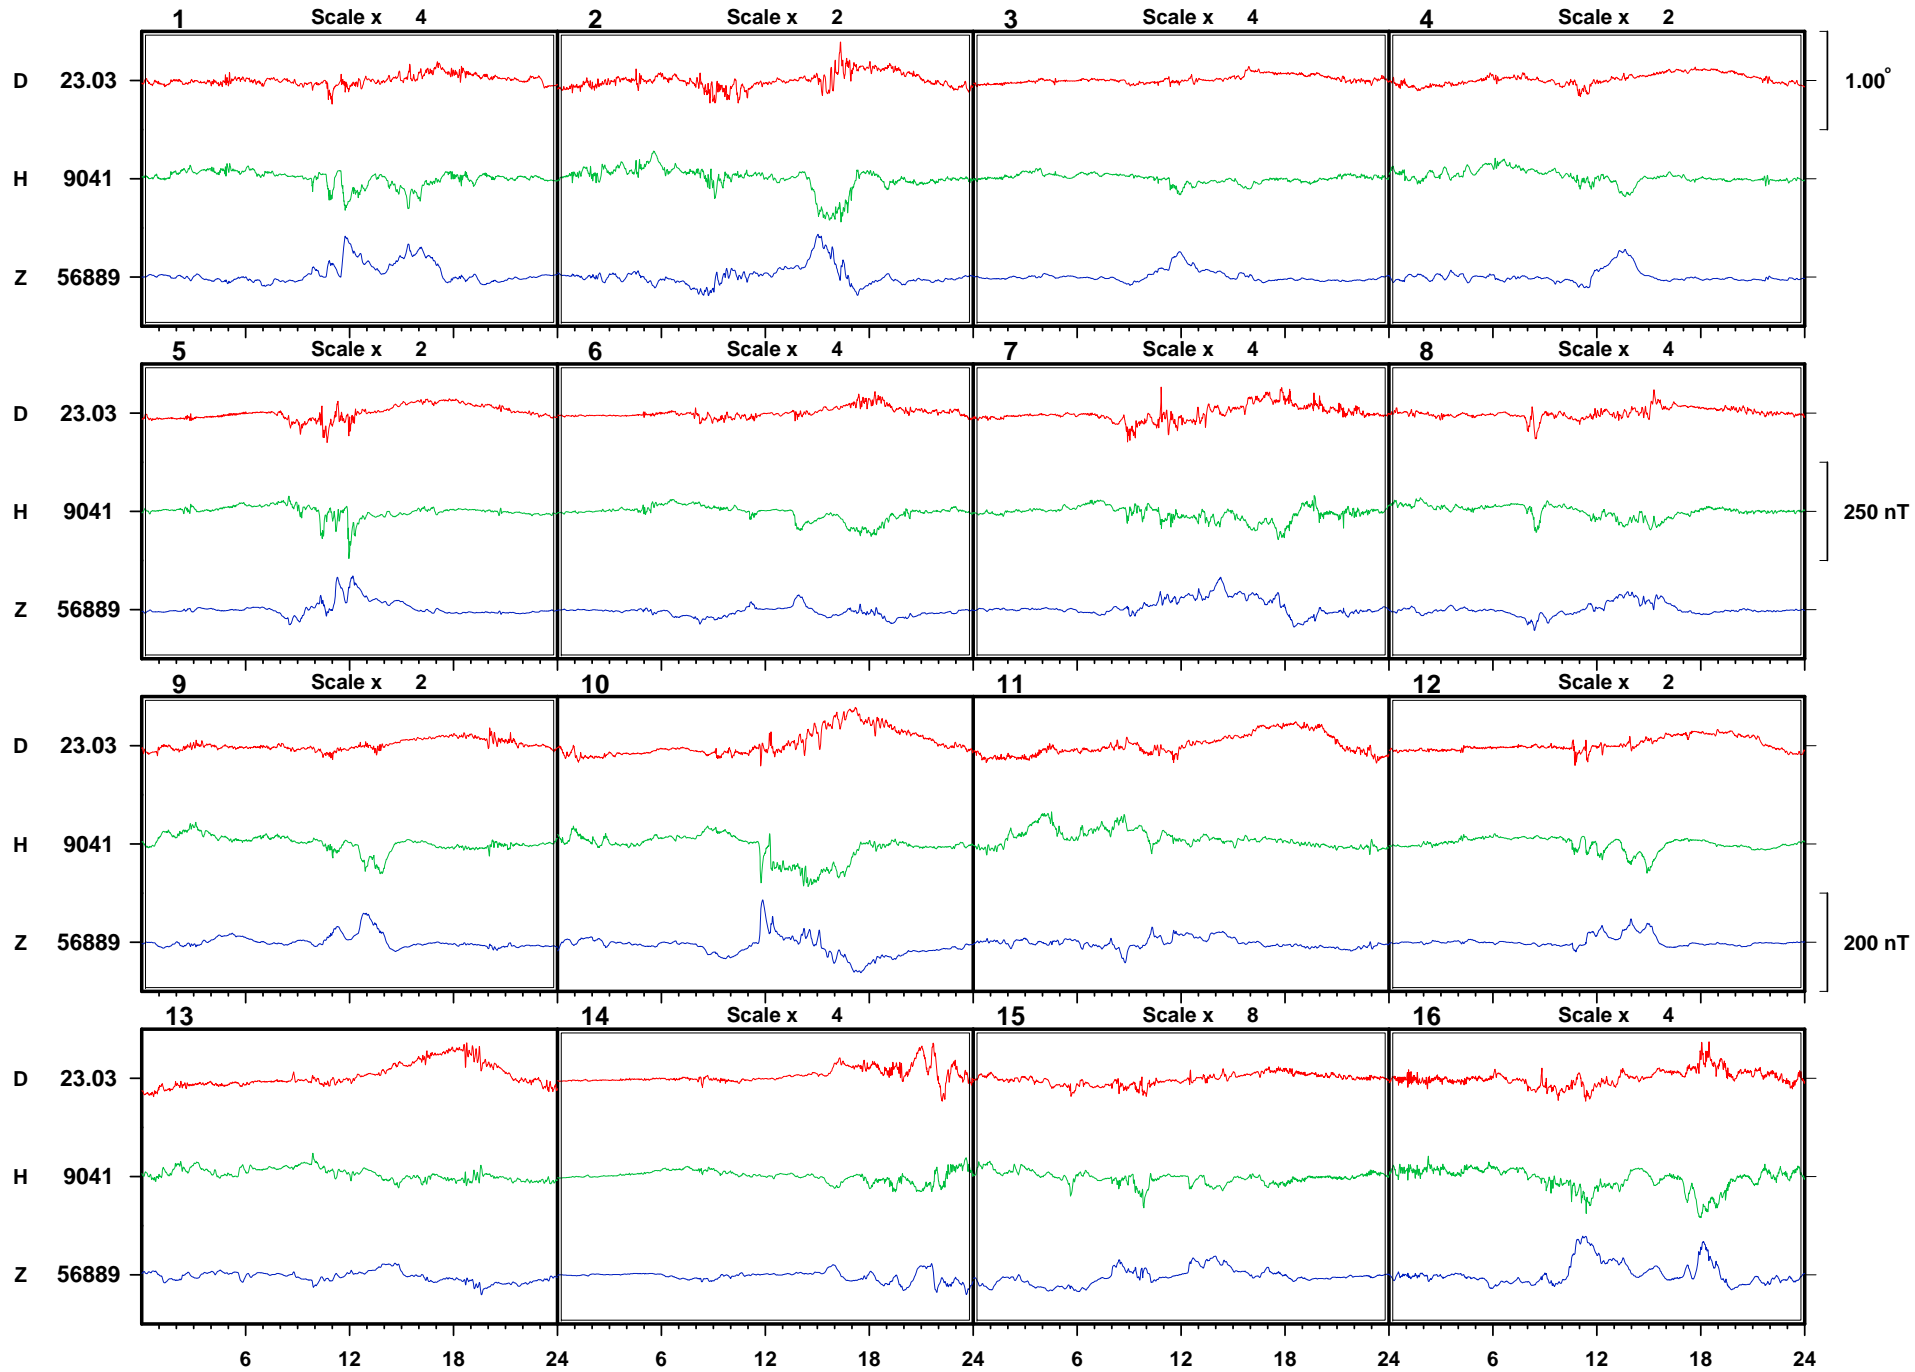 1 Scale x 4 2 Scale x 2 3 Scale x 4 4 Scale x 2
D 23.03 1.00°
H 9041
Z 56889
5 Scale x 2 6 Scale x 4 7 Scale x 4 8 Scale x 4
D 23.03
H 9041 250 nT
Z 56889
9 Scale x 2 10 11 12 Scale x 2
D 23.03
H 9041
Z 56889 200 nT
13 14 Scale x 4 15 Scale x 8 16 Scale x 4
D 23.03
H 9041
Z 56889
6 12 18 24 6 12 18 24 6 12 18 24 6 12 18 24